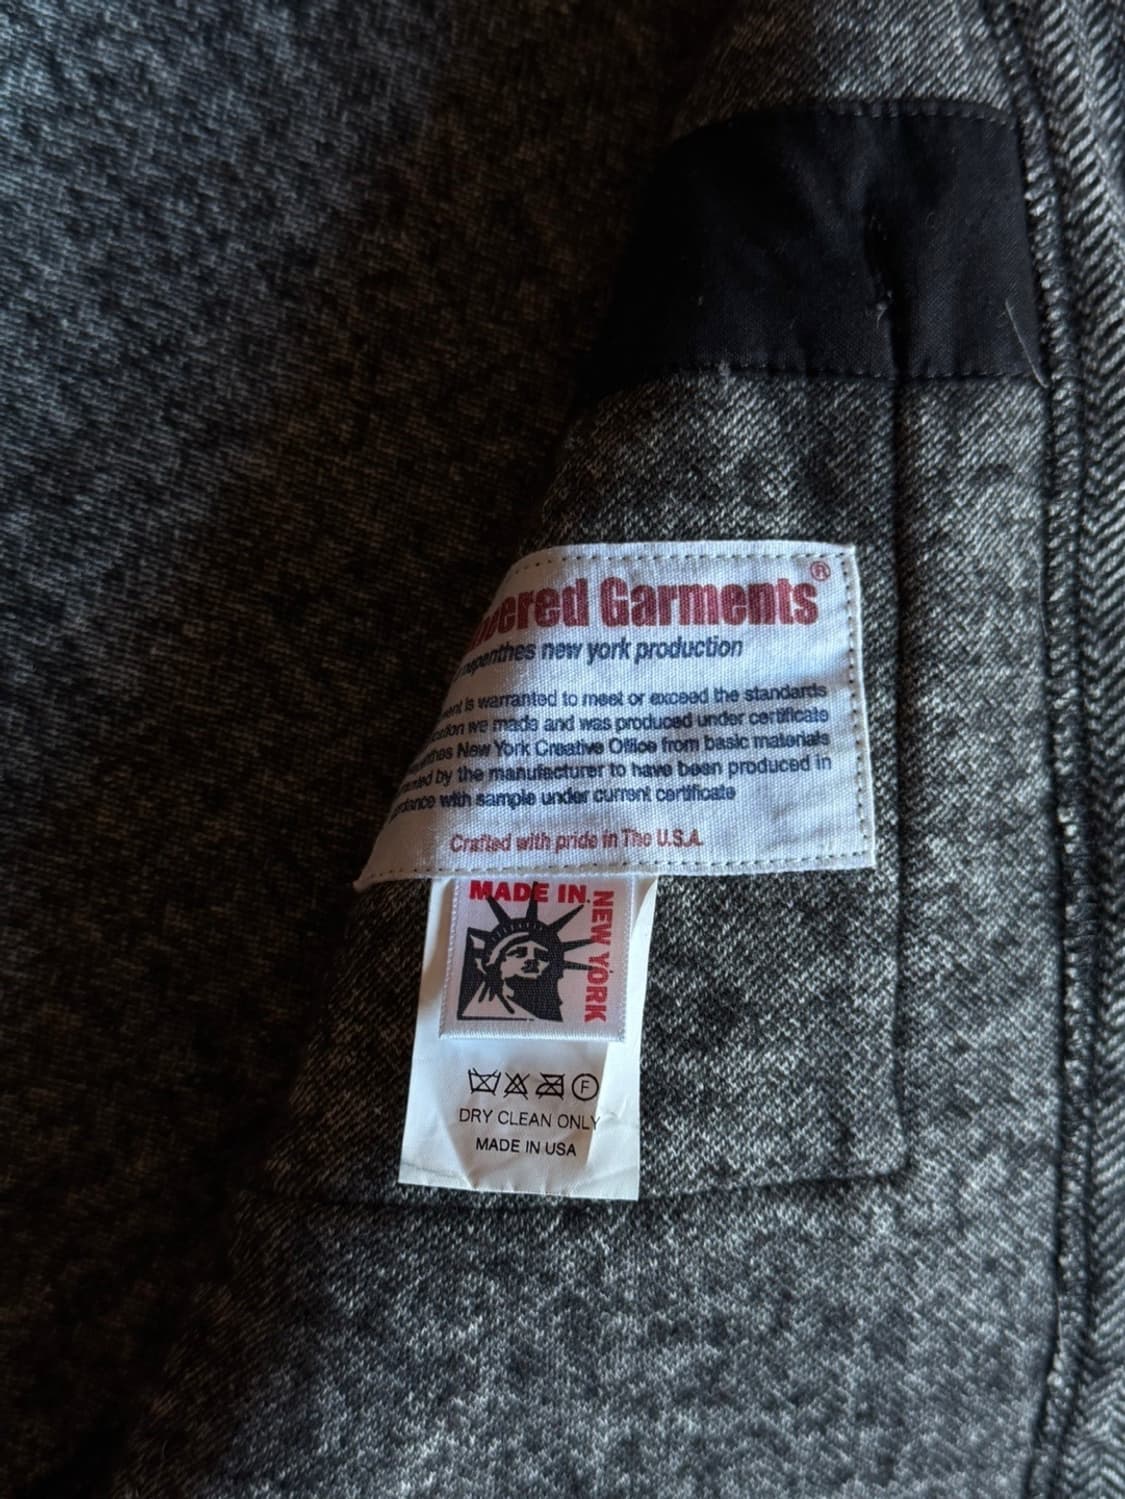 Garments®
new york production
is warranted to meet or exceed the standards
we made and was produced under certificate
New York Creative Office from basic materials
by the manufacturer to have been produced in
with sample under current certificate
Crafted with pride in The U.S.A.
MADE IN
NEW YORK
F
DRY CLEAN ONLY
MADE IN USA